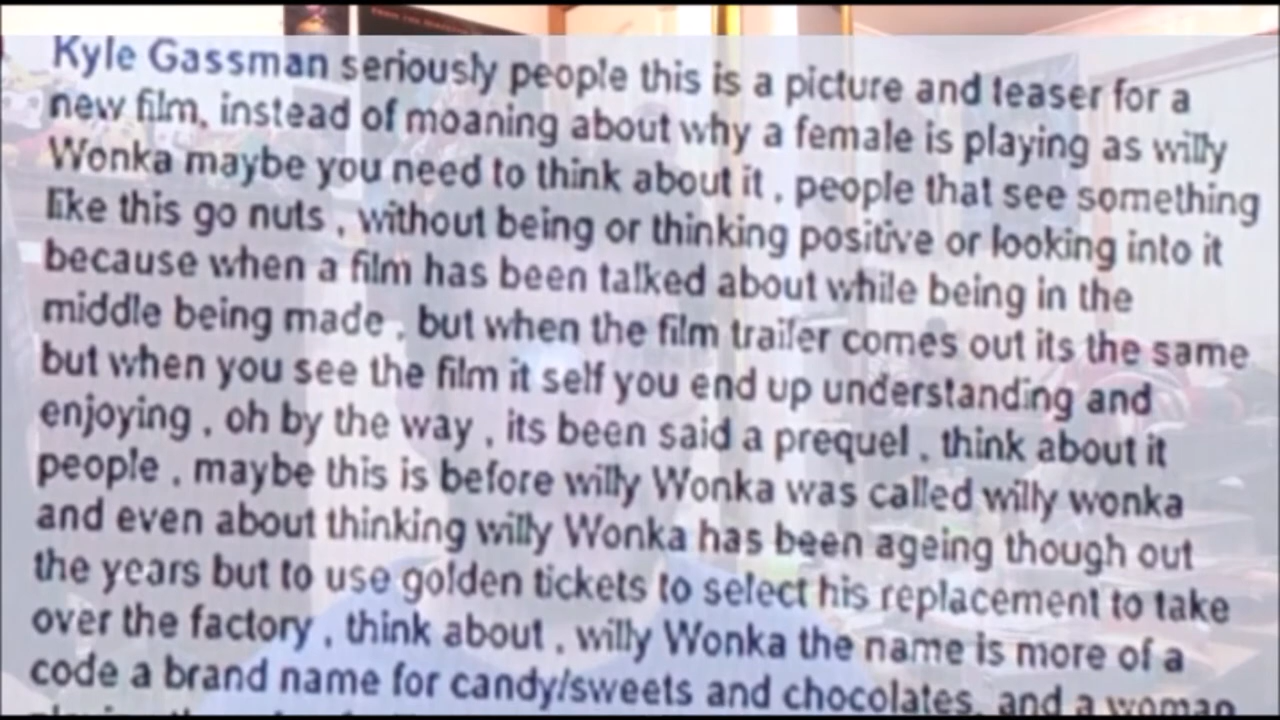 Kyle Gassman seriously people this is a picture and teaser for a
new film, instead of moaning about why a female is playing as willy
Wonka maybe you need to think about it , people that see something
like this go nuts , without being or thinking positive or looking into it
because when a film has been talked about while being in the
middle being made , but when the film trailer comes out its the same
but when you see the film it self you end up understanding and
enjoying , oh by the way , its been said a prequel , think about it
people , maybe this is before willy Wonka was called willy wonka
and even about thinking willy Wonka has been ageing though out
the years but to use golden tickets to select his replacement to take
over the factory , think about , willy Wonka the name is more of a
code a brand name for candy/sweets and chocolates, and a woman